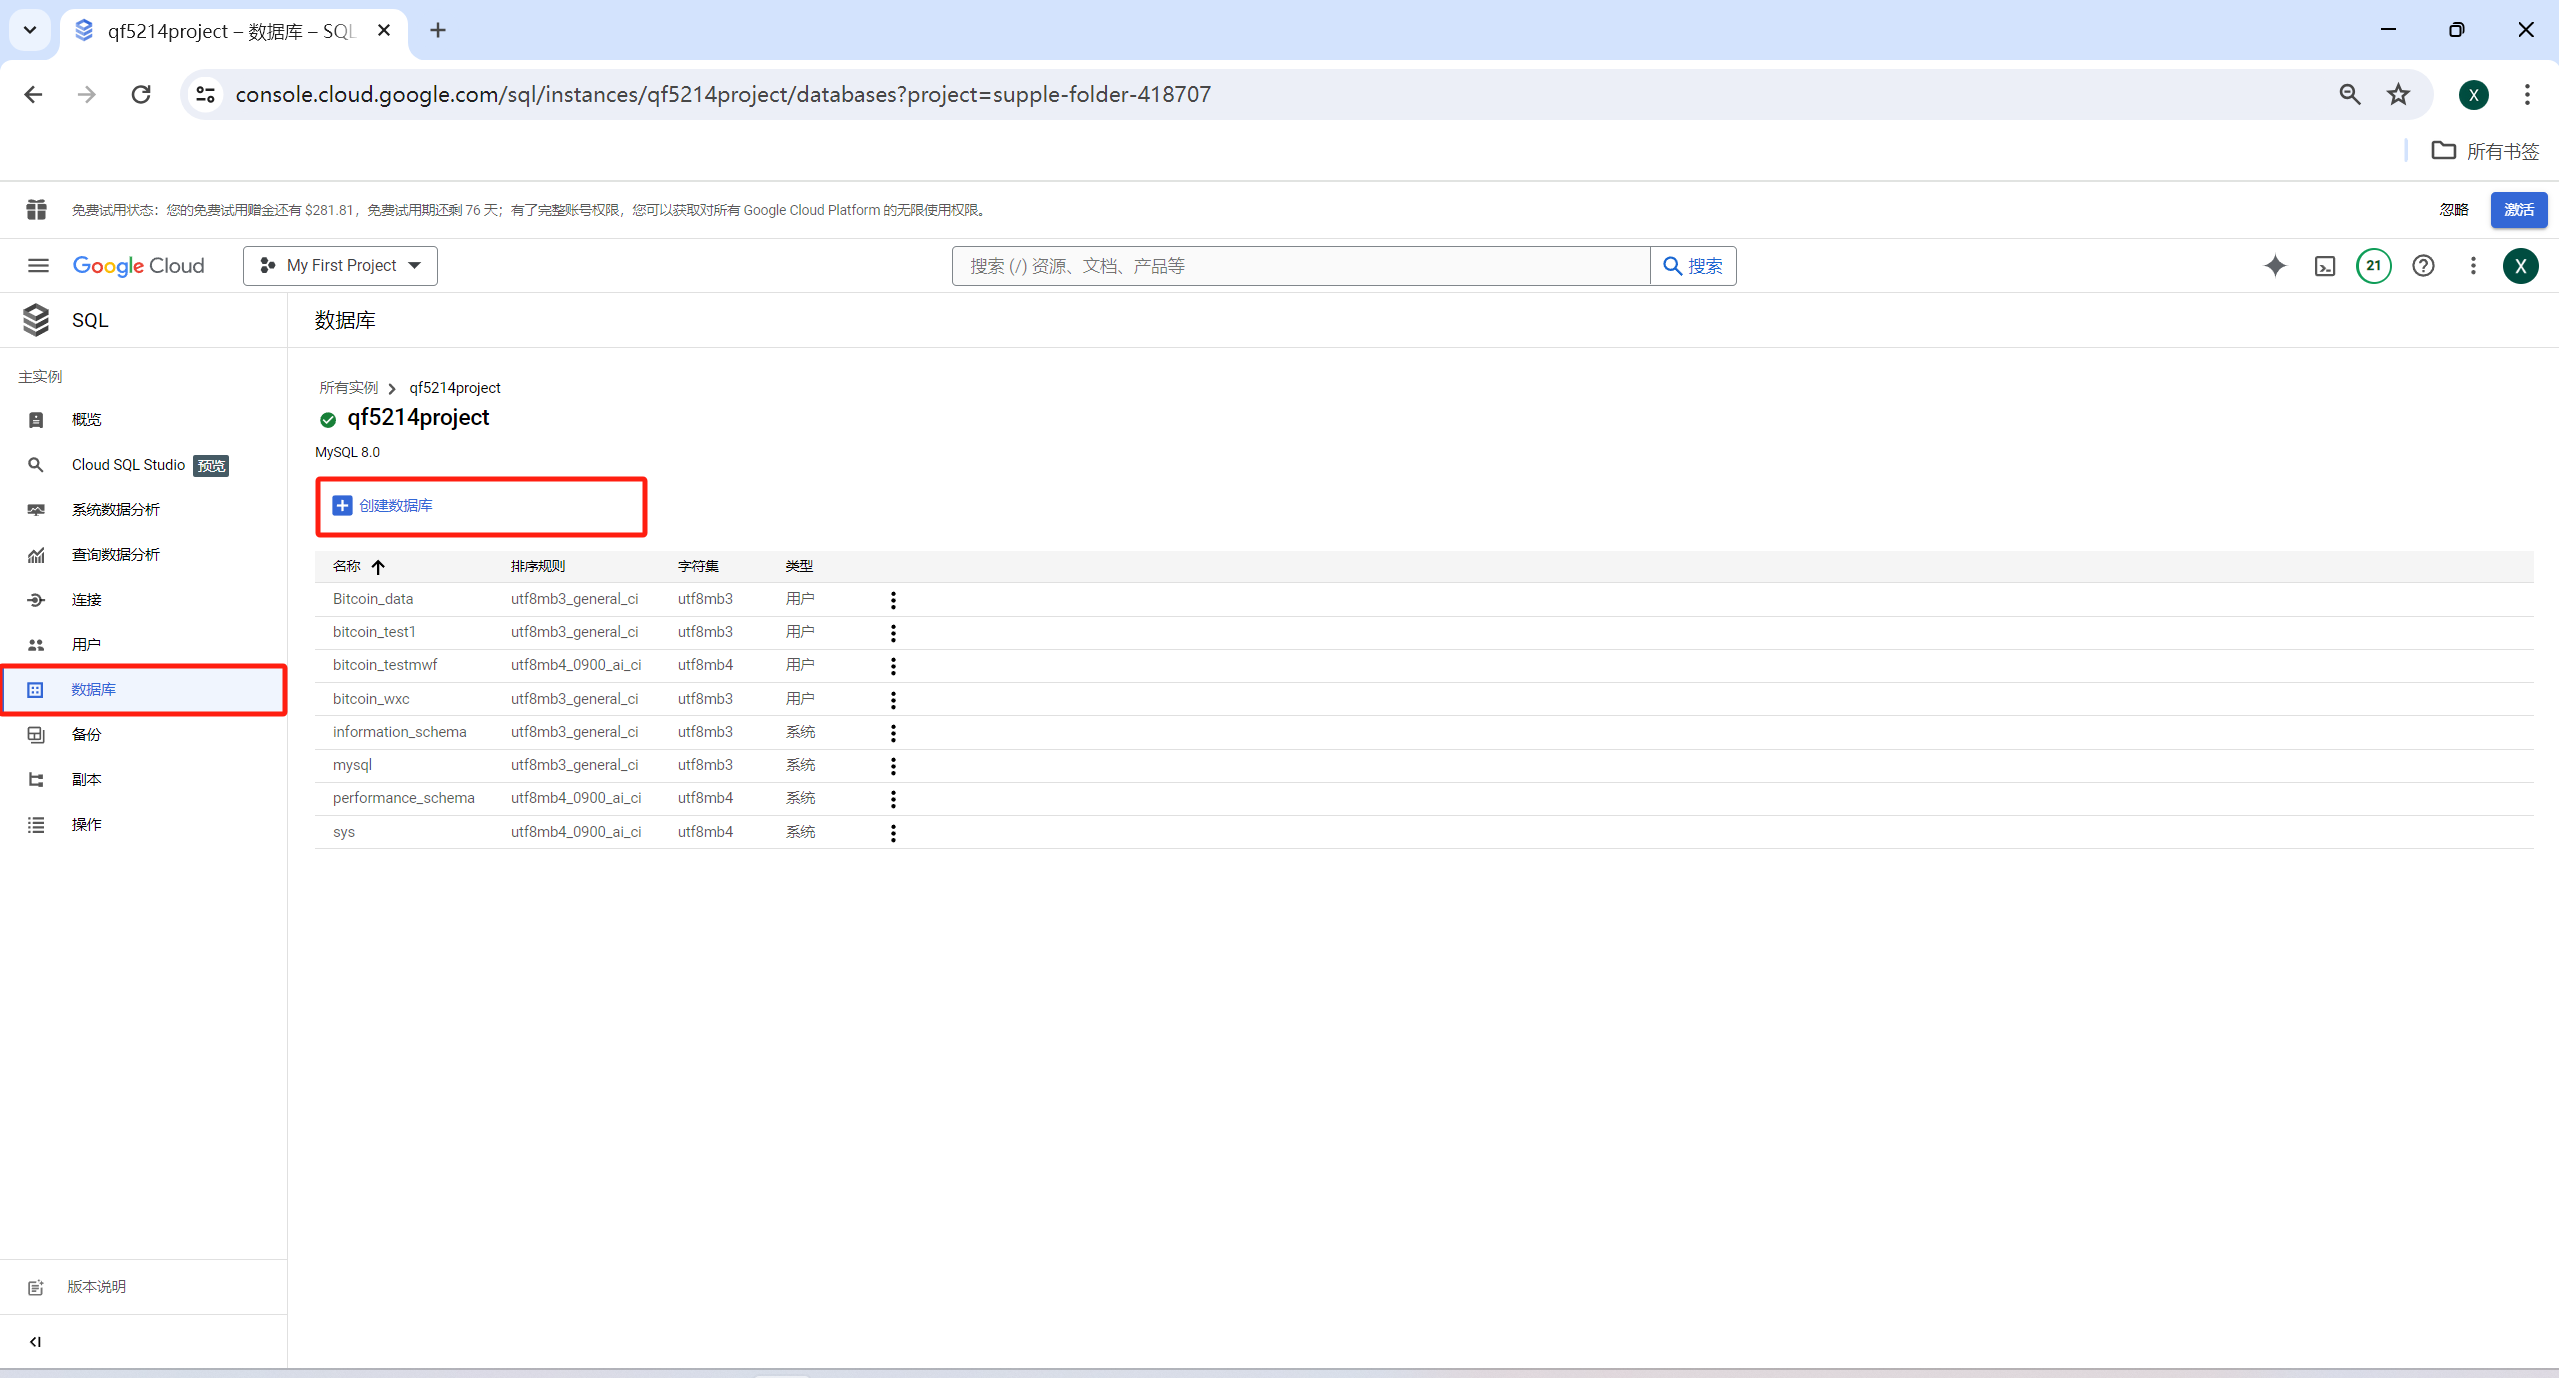 qf5214project – 数据库 – SQL
console.cloud.google.com/sql/instances/qf5214project/databases?project=supple-folder-418707
X
所有书签
免费试用状态：您的免费试用赠金还有 $281.81，免费试用期还剩 76 天；有了完整账号权限，您可以获取对所有 Google Cloud Platform 的无限使用权限。
忽略
激活
Google Cloud
My First Project
搜索 (/) 资源、文档、产品等
搜索
21
X
SQL
数据库
主实例
概览
Cloud SQL Studio 预览
系统数据分析
查询数据分析
连接
用户
数据库
备份
副本
操作
版本说明
所有实例 qf5214project
qf5214project
MySQL 8.0
创建数据库
名称 排序规则 字符集 类型
Bitcoin_data utf8mb3_general_ci utf8mb3 用户
bitcoin_test1 utf8mb3_general_ci utf8mb3 用户
bitcoin_testmwf utf8mb4_0900_ai_ci utf8mb4 用户
bitcoin_wxc utf8mb3_general_ci utf8mb3 用户
information_schema utf8mb3_general_ci utf8mb3 系统
mysql utf8mb3_general_ci utf8mb3 系统
performance_schema utf8mb4_0900_ai_ci utf8mb4 系统
sys utf8mb4_0900_ai_ci utf8mb4 系统